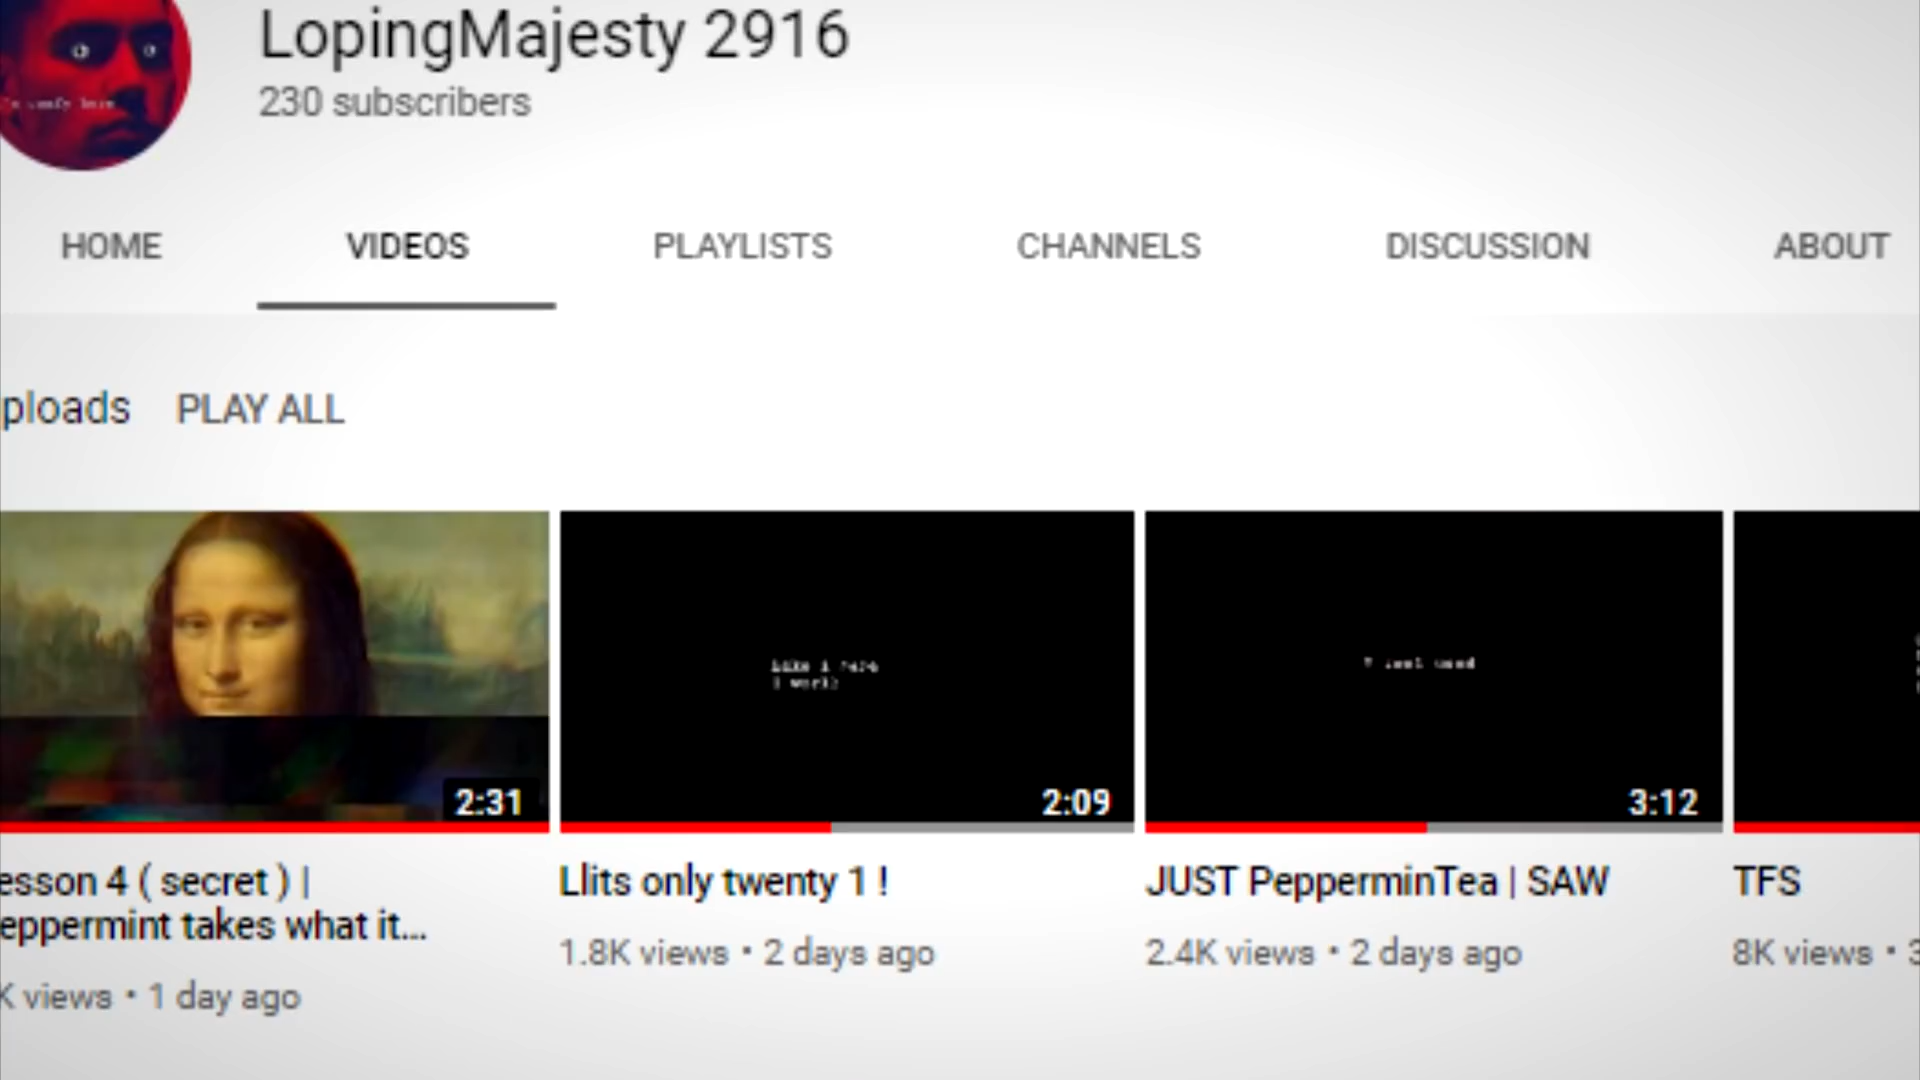 LopingMajesty 2916
230 subscribers
HOME VIDEOS PLAYLISTS CHANNELS DISCUSSION ABOUT
ploads PLAY ALL
2:31 2:09 3:12
esson 4 ( secret ) | Llits only twenty 1 ! JUST PepperminTea | SAW TFS
eppermint takes what it...
1.8K views • 2 days ago 2.4K views • 2 days ago 8K views • 3
K views • 1 day ago